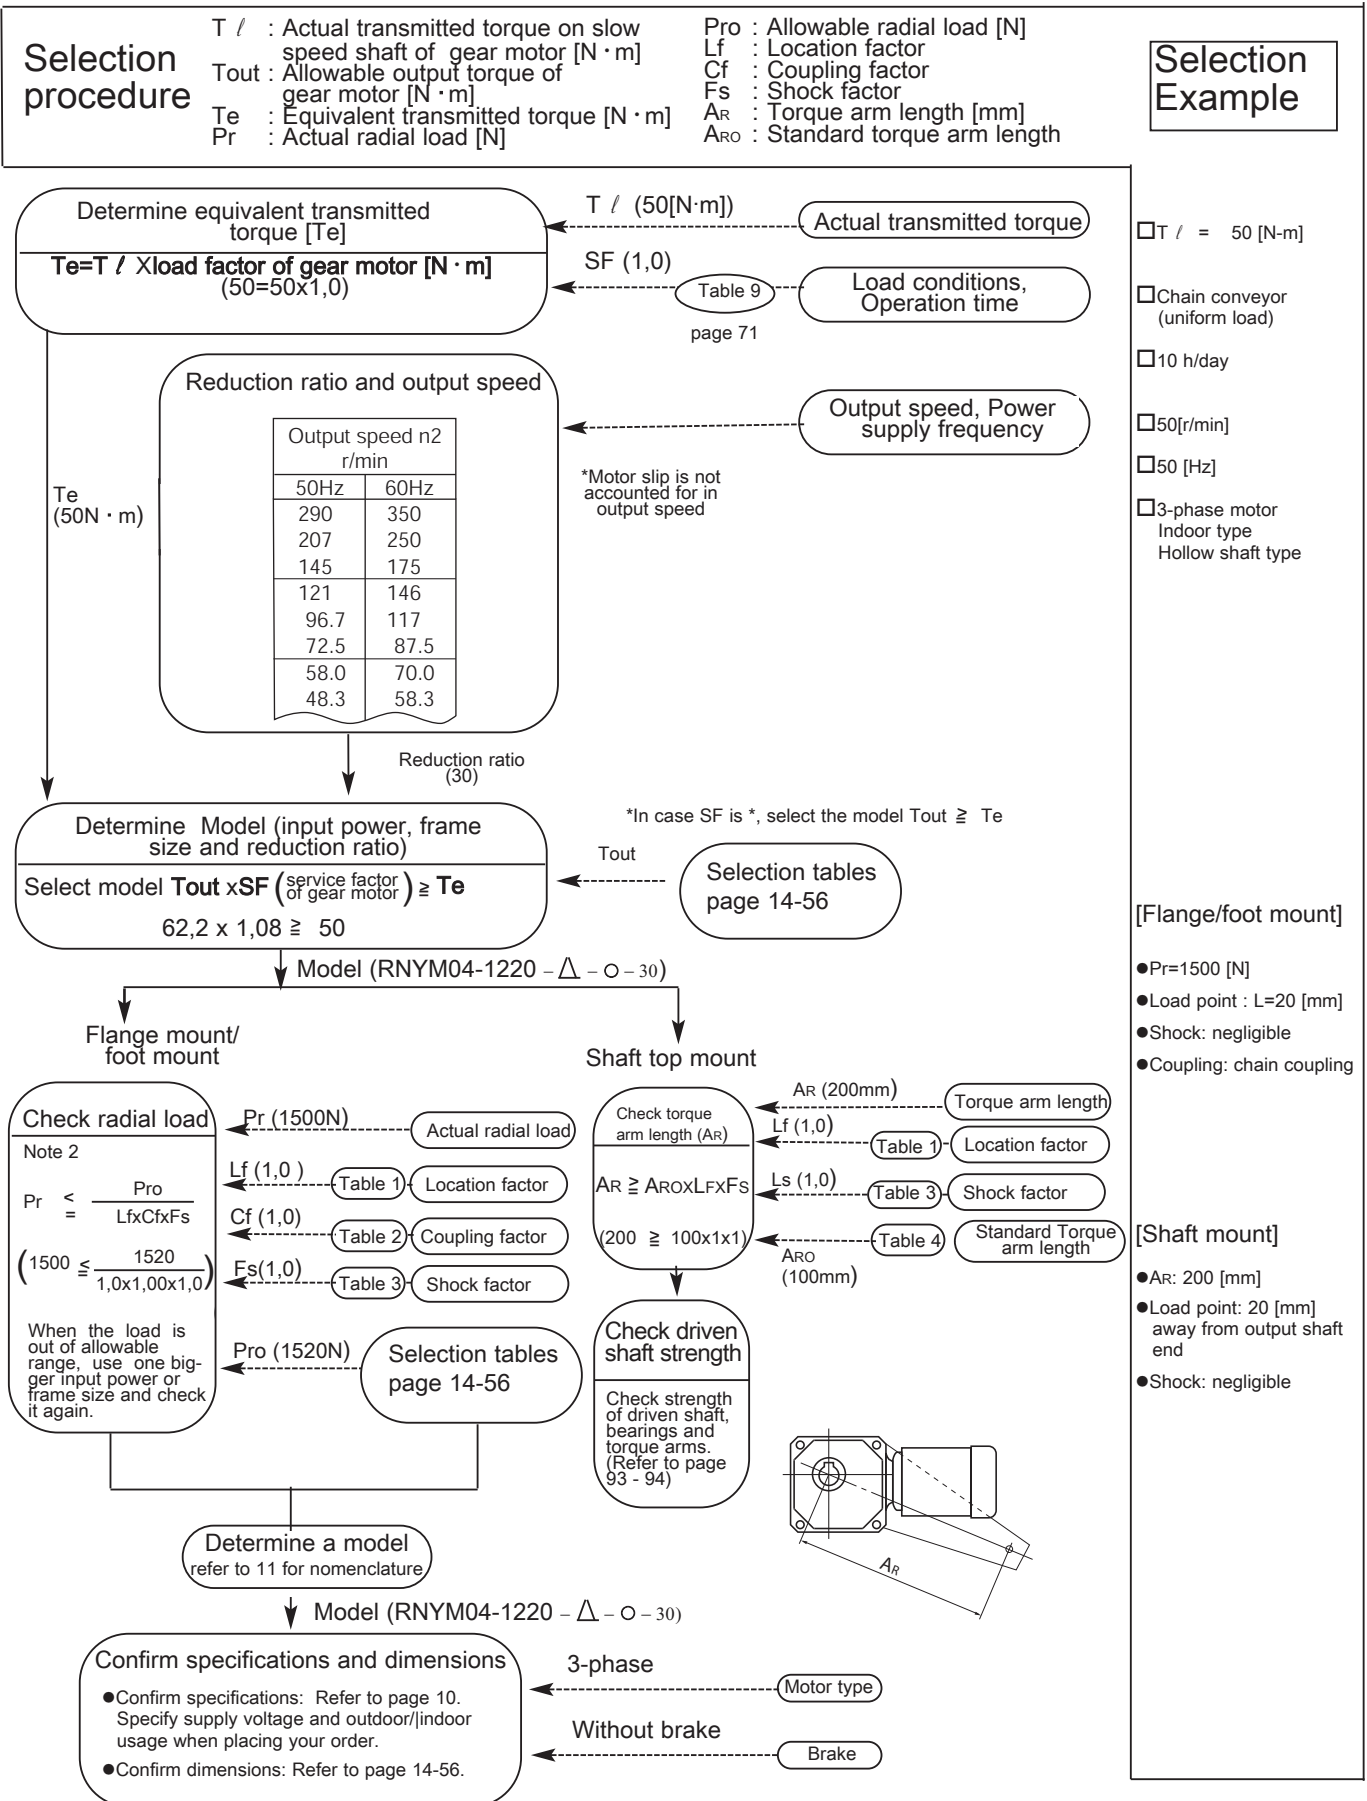 Selection
procedure
T ℓ : Actual transmitted torque on slow
speed shaft of gear motor [N・m]
Tout : Allowable output torque of
gear motor [N・m]
Te : Equivalent transmitted torque [N・m]
Pr : Actual radial load [N]
Pro : Allowable radial load [N]
Lf : Location factor
Cf : Coupling factor
Fs : Shock factor
AR : Torque arm length [mm]
ARO : Standard torque arm length
Selection
Example
Determine equivalent transmitted
torque [Te]
Te=T ℓ Xload factor of gear motor [N・m]
(50=50x1,0)
T ℓ (50[N·m])
Actual transmitted torque
SF (1,0)
Table 9
page 71
Load conditions,
Operation time
□T ℓ = 50 [N-m]
□Chain conveyor
(uniform load)
□10 h/day
□50[r/min]
□50 [Hz]
□3-phase motor
Indoor type
Hollow shaft type
Te
(50N・m)
Reduction ratio and output speed
Output speed n2
r/min
50Hz 60Hz
290 350
207 250
145 175
121 146
96.7 117
72.5 87.5
58.0 70.0
48.3 58.3
Output speed, Power
supply frequency
*Motor slip is not
accounted for in
output speed
Reduction ratio
(30)
Determine Model (input power, frame
size and reduction ratio)
Select model Tout xSF (service factor
of gear motor) ≧ Te
62,2 x 1,08 ≧ 50
*In case SF is *, select the model Tout ≧ Te
Tout
Selection tables
page 14-56
Model (RNYM04-1220 – △ – ○ – 30)
Flange mount/
foot mount
Shaft top mount
[Flange/foot mount]
●Pr=1500 [N]
●Load point : L=20 [mm]
●Shock: negligible
●Coupling: chain coupling
Check radial load
Note 2
Pr ≦ Pro
LfxCfxFs
(1500 ≦ 1520
1,0x1,00x1,0)
When the load is
out of allowable
range, use one big-
ger input power or
frame size and check
it again.
Pr (1500N)
Actual radial load
Lf (1,0 )
Table 1
Location factor
Cf (1,0)
Table 2
Coupling factor
Fs(1,0)
Table 3
Shock factor
Pro (1520N)
Selection tables
page 14-56
Check torque
arm length (AR)
AR ≧ AROXLFXFS
(200 ≧ 100x1x1)
AR (200mm)
Torque arm length
Lf (1,0)
Table 1
Location factor
Ls (1,0)
Table 3
Shock factor
ARO
(100mm)
Table 4
Standard Torque
arm length
Check driven
shaft strength
Check strength
of driven shaft,
bearings and
torque arms.
(Refer to page
93 - 94)
[Shaft mount]
●AR: 200 [mm]
●Load point: 20 [mm]
away from output shaft
end
●Shock: negligible
AR
Determine a model
refer to 11 for nomenclature
Model (RNYM04-1220 – △ – ○ – 30)
Confirm specifications and dimensions
●Confirm specifications: Refer to page 10.
Specify supply voltage and outdoor/|indoor
usage when placing your order.
●Confirm dimensions: Refer to page 14-56.
3-phase
Motor type
Without brake
Brake